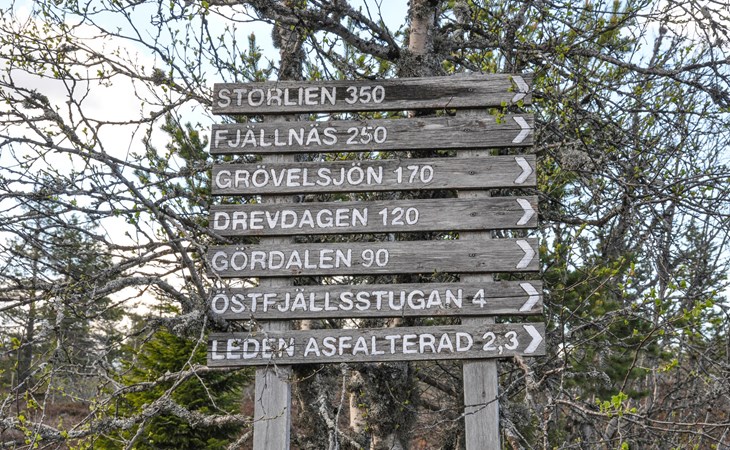 STORLIEN 350
FJÄLLNÄS 250
GRÖVELSJÖN 170
DREVDAGEN 120
GÖRDALEN 90
ÖSTFJÄLLSSTUGAN 4
LEDEN ASFALTERAD 2,3